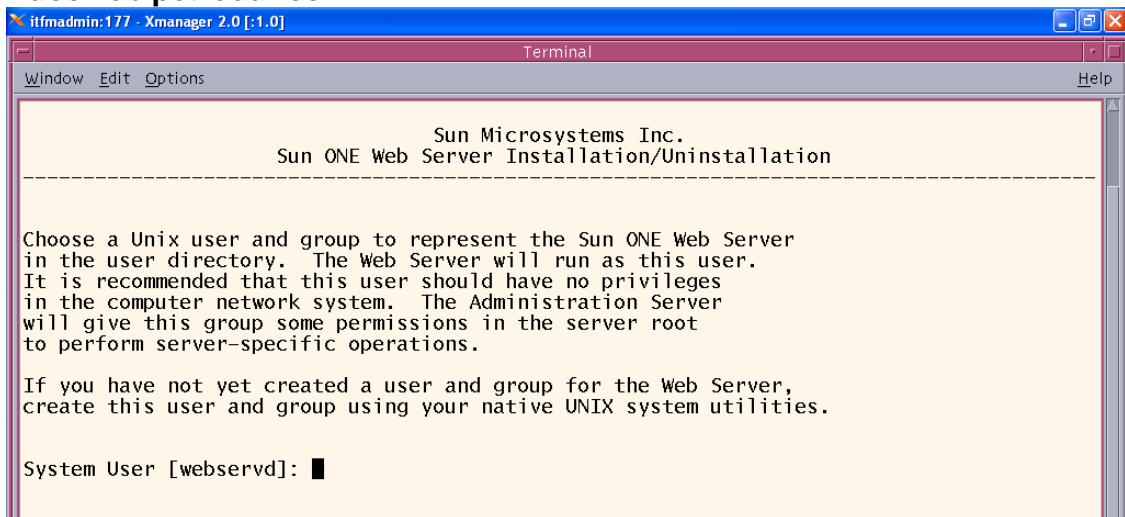 itfmadmin:177 - Xmanager 2.0 [:1.0]
Terminal
Window Edit Options Help
Sun Microsystems Inc.
Sun ONE Web Server Installation/Uninstallation
--------------------------------------------------------------------------------
Choose a Unix user and group to represent the Sun ONE Web Server
in the user directory.  The Web Server will run as this user.
It is recommended that this user should have no privileges
in the computer network system.  The Administration Server
will give this group some permissions in the server root
to perform server-specific operations.
If you have not yet created a user and group for the Web Server,
create this user and group using your native UNIX system utilities.
System User [webservd]: